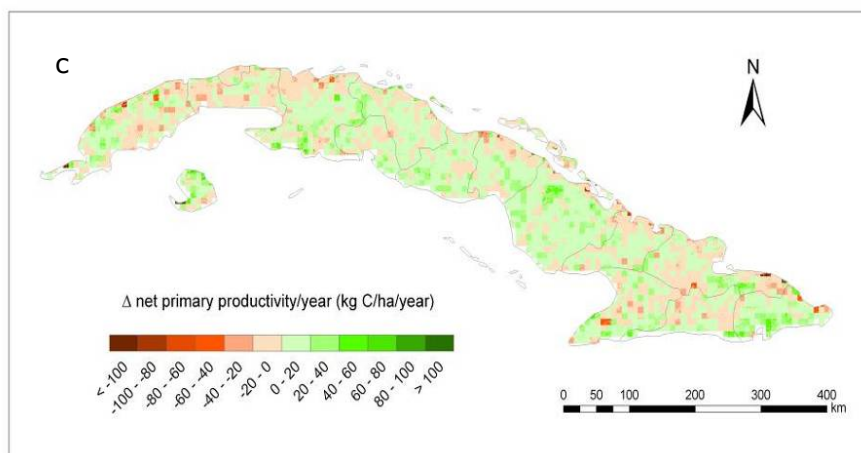 C
N
Δ net primary productivity/year (kg C/ha/year)
< -100
-100 - -80
-80 - -60
-60 - -40
-40 - -20
-20 - 0
0 - 20
20 - 40
40 - 60
60 - 80
80 - 100
> 100
0 50 100 200 300 400
km